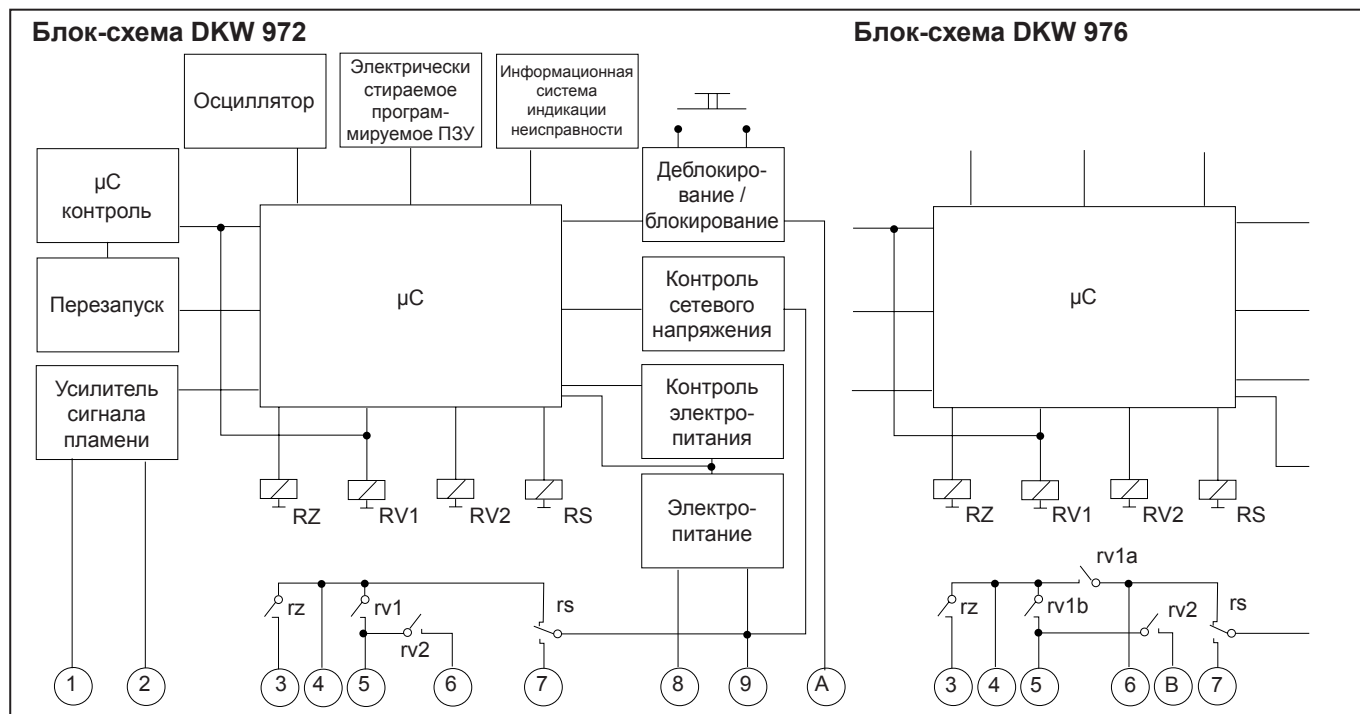 Блок-схема DKW 972
Блок-схема DKW 976
Осциллятор
Электрически
стираемое
програм-
мируемое ПЗУ
Информационная
система
индикации
неисправности
µC
контроль
Деблокиро-
вание /
блокирование
Перезапуск
µC
Контроль
сетевого
напряжения
µC
Усилитель
сигнала
пламени
Контроль
электро-
питания
RZ
RV1
RV2
RS
Электро-
питание
RZ
RV1
RV2
RS
rz
rv1
rv2
rs
rv1a
rz
rv1b
rv2
rs
1
2
3
4
5
6
7
8
9
A
3
4
5
6
B
7